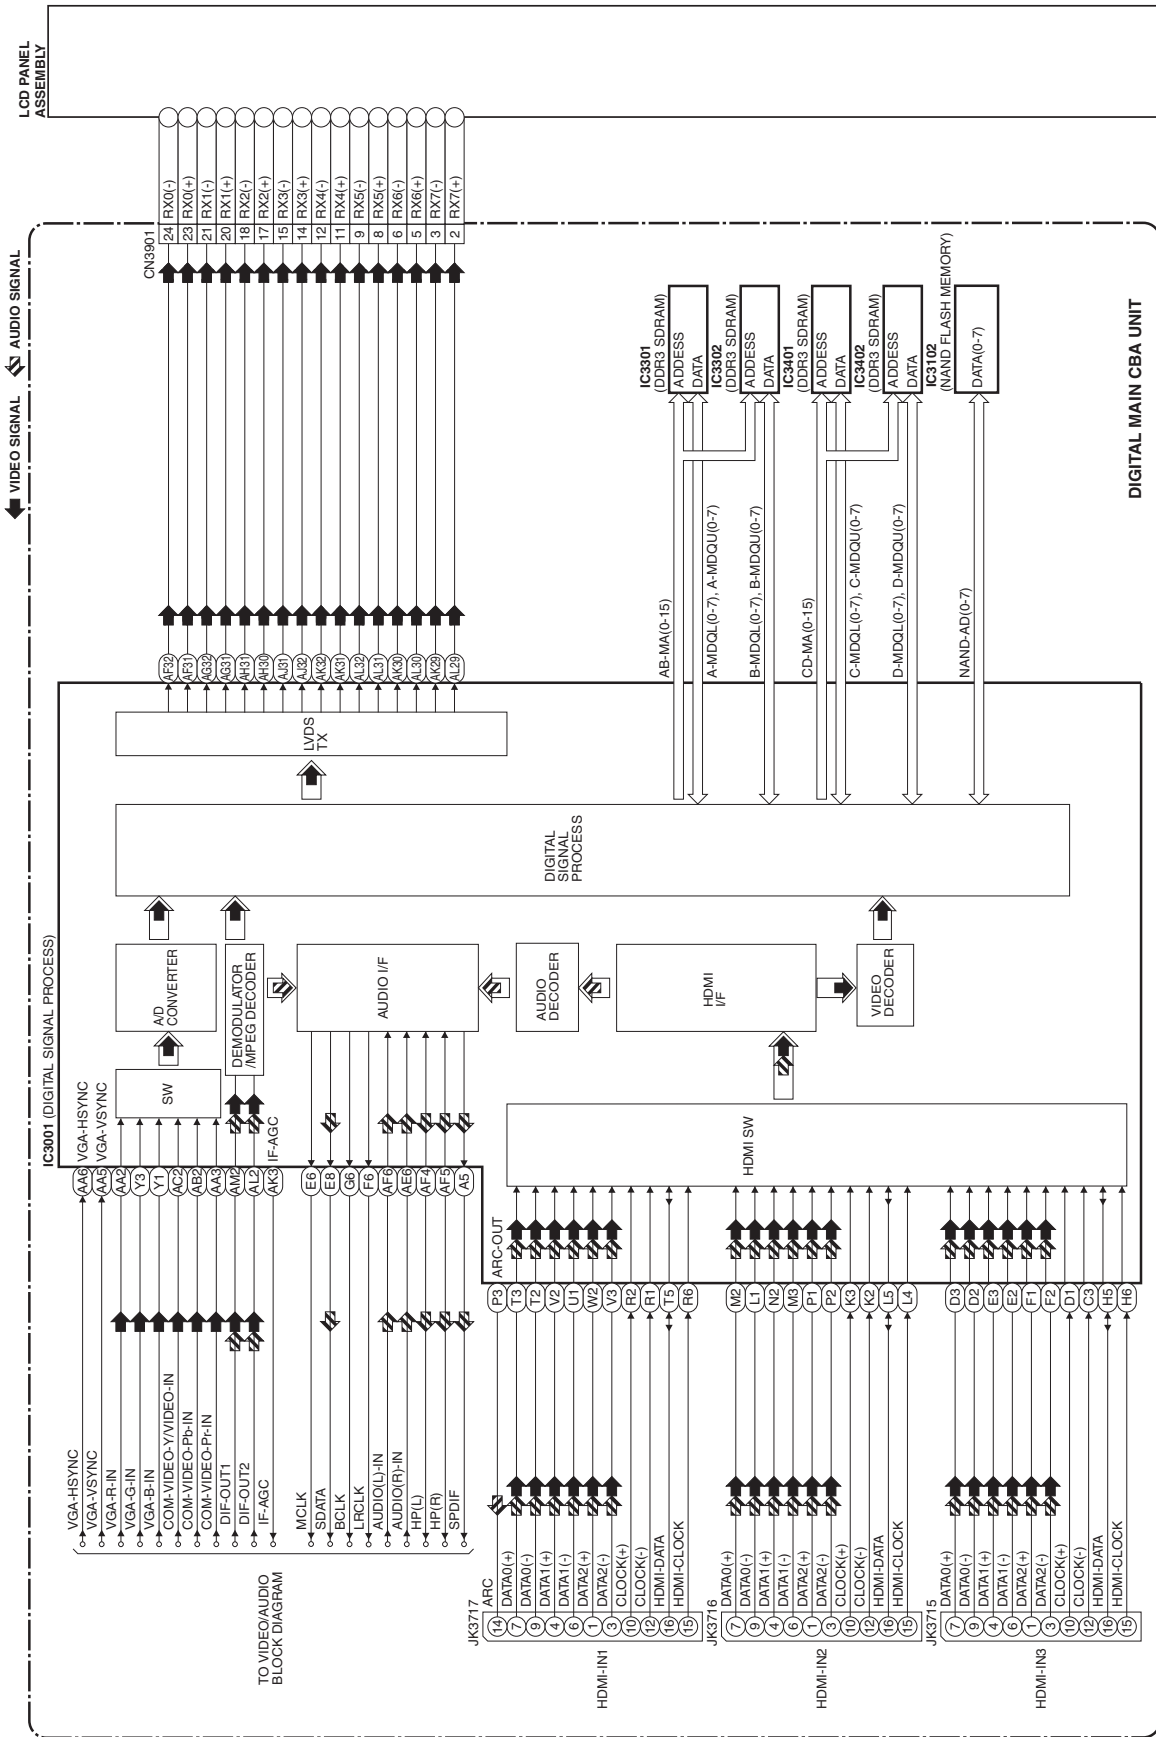 VIDEO SIGNAL
AUDIO SIGNAL
LCD PANEL
ASSEMBLY
IC3001 (DIGITAL SIGNAL PROCESS)
TO VIDEO/AUDIO
BLOCK DIAGRAM
VGA-HSYNC
AA6
VGA-HSYNC
VGA-VSYNC
AA5
VGA-VSYNC
VGA-R-IN
AA2
VGA-G-IN
Y3
VGA-B-IN
Y1
COM-VIDEO-Y/VIDEO-IN
AC2
COM-VIDEO-Pb-IN
AB2
COM-VIDEO-Pr-IN
AA3
DIF-OUT1
AM2
DIF-OUT2
AL2
IF-AGC
AK3
IF-AGC
MCLK
E6
SDATA
E8
BCLK
G6
LRCLK
F6
AUDIO(L)-IN
AF6
AUDIO(R)-IN
AE6
HP(L)
AF4
HP(R)
AF5
SPDIF
A5
SW
A/D
CONVERTER
DEMODULATOR
/MPEG DECODER
AUDIO I/F
AUDIO
DECODER
HDMI
I/F
VIDEO
DECODER
HDMI SW
DIGITAL
SIGNAL
PROCESS
LVDS
TX
JK3717
HDMI-IN1
14 ARC P3 ARC-OUT
7 DATA0(+) T3
9 DATA0(-) T2
4 DATA1(+) V2
6 DATA1(-) U1
1 DATA2(+) W2
3 DATA2(-) V3
10 CLOCK(+) R2
12 CLOCK(-) R1
16 HDMI-DATA T5
15 HDMI-CLOCK R6
JK3716
HDMI-IN2
7 DATA0(+) M2
9 DATA0(-) L1
4 DATA1(+) N2
6 DATA1(-) M3
1 DATA2(+) P1
3 DATA2(-) P2
10 CLOCK(+) K3
12 CLOCK(-) K2
16 HDMI-DATA L5
15 HDMI-CLOCK L4
JK3715
HDMI-IN3
7 DATA0(+) D3
9 DATA0(-) D2
4 DATA1(+) E3
6 DATA1(-) E2
1 DATA2(+) F1
3 DATA2(-) F2
10 CLOCK(+) D1
12 CLOCK(-) C3
16 HDMI-DATA H5
15 HDMI-CLOCK H6
CN3901
AF32 24 RX0(-)
AF31 23 RX0(+)
AG32 21 RX1(-)
AG31 20 RX1(+)
AH31 18 RX2(-)
AH30 17 RX2(+)
AJ31 15 RX3(-)
AJ32 14 RX3(+)
AK32 12 RX4(-)
AK31 11 RX4(+)
AL32 9 RX5(-)
AL31 8 RX5(+)
AK30 6 RX6(-)
AL30 5 RX6(+)
AK29 3 RX7(-)
AL29 2 RX7(+)
AB-MA(0-15)
A-MDQL(0-7), A-MDQU(0-7)
B-MDQL(0-7), B-MDQU(0-7)
CD-MA(0-15)
C-MDQL(0-7), C-MDQU(0-7)
D-MDQL(0-7), D-MDQU(0-7)
NAND-AD(0-7)
IC3301
(DDR3 SDRAM)
ADDESS
DATA
IC3302
(DDR3 SDRAM)
ADDESS
DATA
IC3401
(DDR3 SDRAM)
ADDESS
DATA
IC3402
(DDR3 SDRAM)
ADDESS
DATA
IC3102
(NAND FLASH MEMORY)
DATA(0-7)
DIGITAL MAIN CBA UNIT